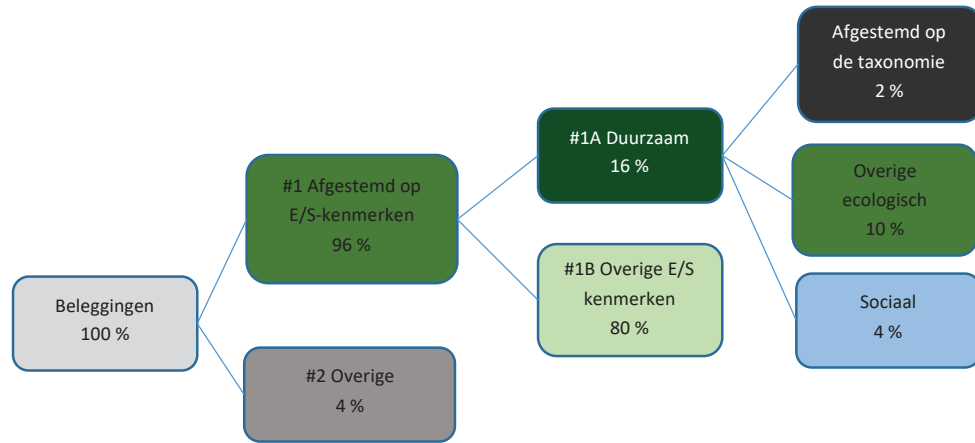 Beleggingen
100 %
#1 Afgestemd op
E/S-kenmerken
96 %
#2 Overige
4 %
#1A Duurzaam
16 %
#1B Overige E/S
kenmerken
80 %
Afgestemd op
de taxonomie
2 %
Overige
ecologisch
10 %
Sociaal
4 %